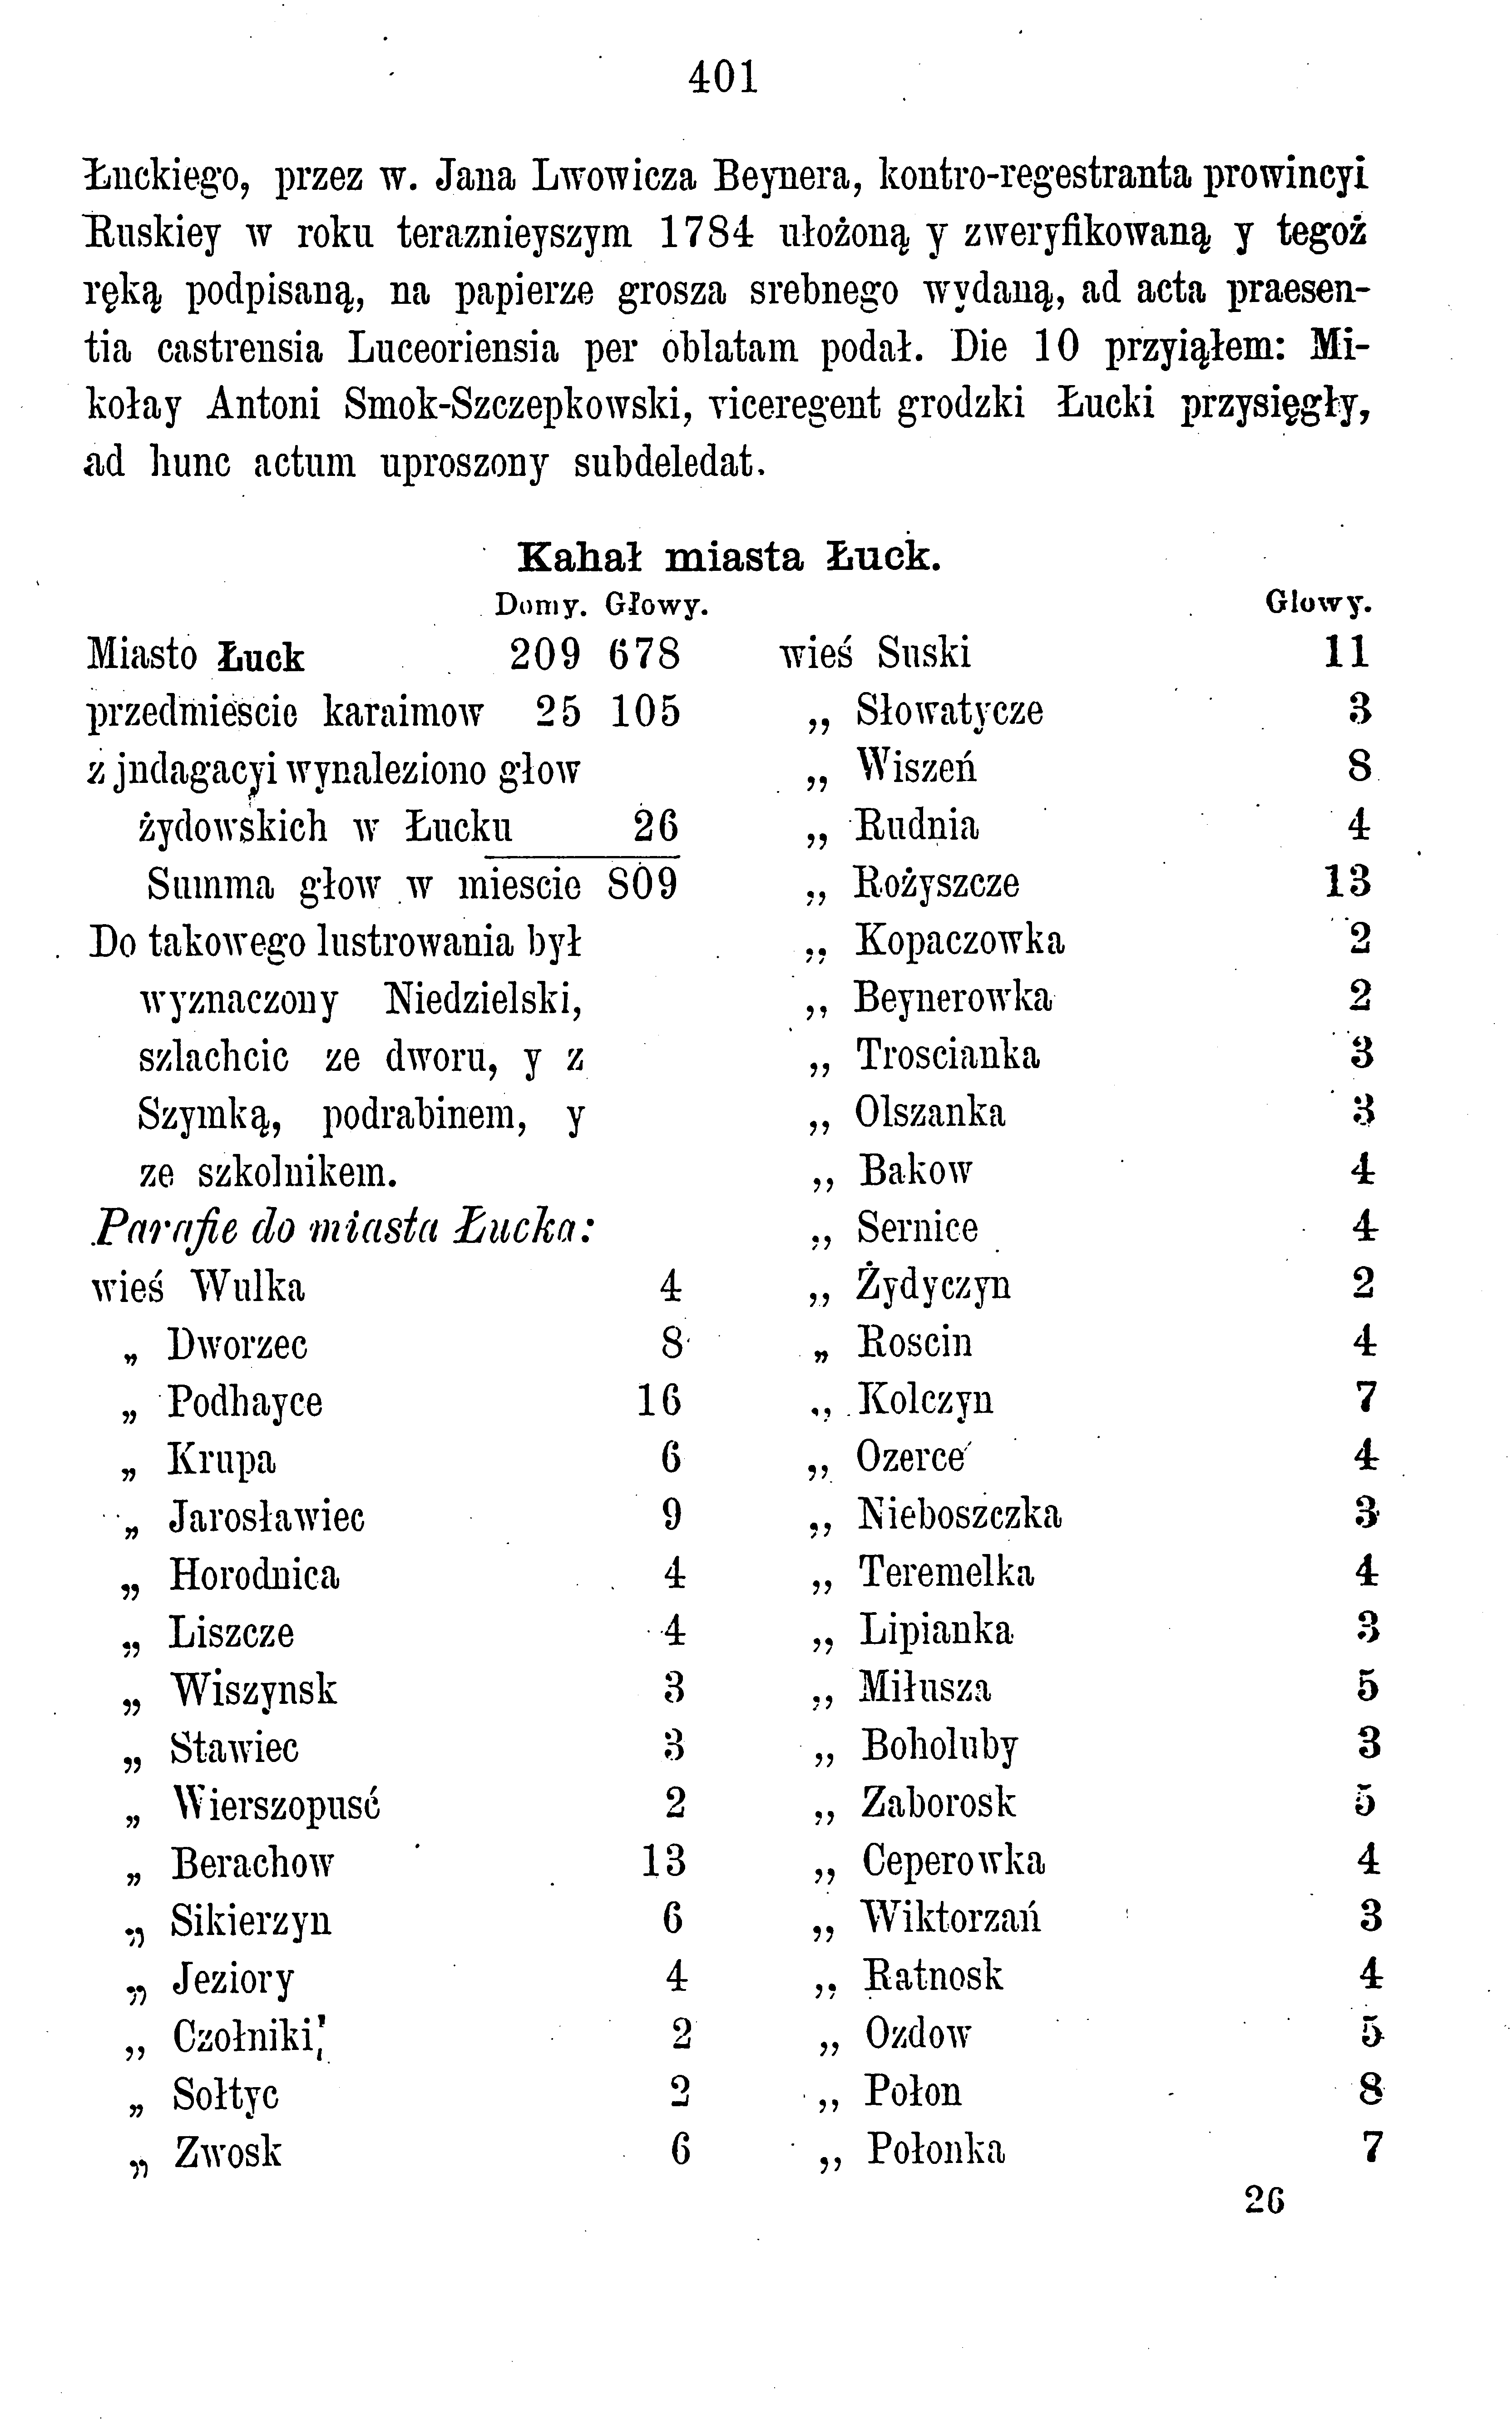 401
Łuckiego, przez w. Jana Lwowicza Beynera, kontro-regestranta prowincyi
Ruskiey w roku teraznieyszym 1784 ułożoną y zweryfikowaną y tegoż
ręką podpisaną, na papierze grosza srebnego wydaną, ad acta praesen-
tia castrensia Luceoriensia per oblatam podał. Die 10 przyiąłem: Mi-
kołay Antoni Smok-Szczepkowski, viceregent grodzki Łucki przysięgły,
ad hunc actum uproszony subdeledat.
Kahał miasta Łuck.
Domy. Głowy.
Miasto Łuck 209 678
przedmieście karaimow 25 105
z jndagacyi wynaleziono głow
żydowskich w Łucku 26
Summa głow w miescie 809
Do takowego lustrowania był
wyznaczony Niedzielski,
szlachcic ze dworu, y z
Szymką, podrabinem, y
ze szkolnikem.
Parafie do miasta Łucka:
wieś Wulka 4
„ Dworzec 8
„ Podhayce 16
„ Krupa 6
„ Jarosławiec 9
„ Horodnica 4
„ Liszcze 4
„ Wiszynsk 3
„ Stawiec 3
„ Wierszopusć 2
„ Berachow 13
„ Sikierzyn 6
„ Jeziory 4
„ Czołniki 2
„ Sołtyc 2
„ Zwosk 6
Glowy.
wieś Suski 11
„ Słowatycze 3
„ Wiszeń 8
„ Rudnia 4
„ Rożyszcze 13
„ Kopaczowka 2
„ Beynerowka 2
„ Troscianka 3
„ Olszanka 3
„ Bakow 4
„ Sernice 4
„ Żydyczyn 2
„ Roscin 4
„ Kolczyn 7
„ Ozerce 4
„ Nieboszczka 3
„ Teremelka 4
„ Lipianka 3
„ Miłusza 5
„ Boholuby 3
„ Zaborosk 5
„ Ceperowka 4
„ Wiktorzań 3
„ Ratnosk 4
„ Ozdow 5
„ Połon 8
„ Połonka 7
26